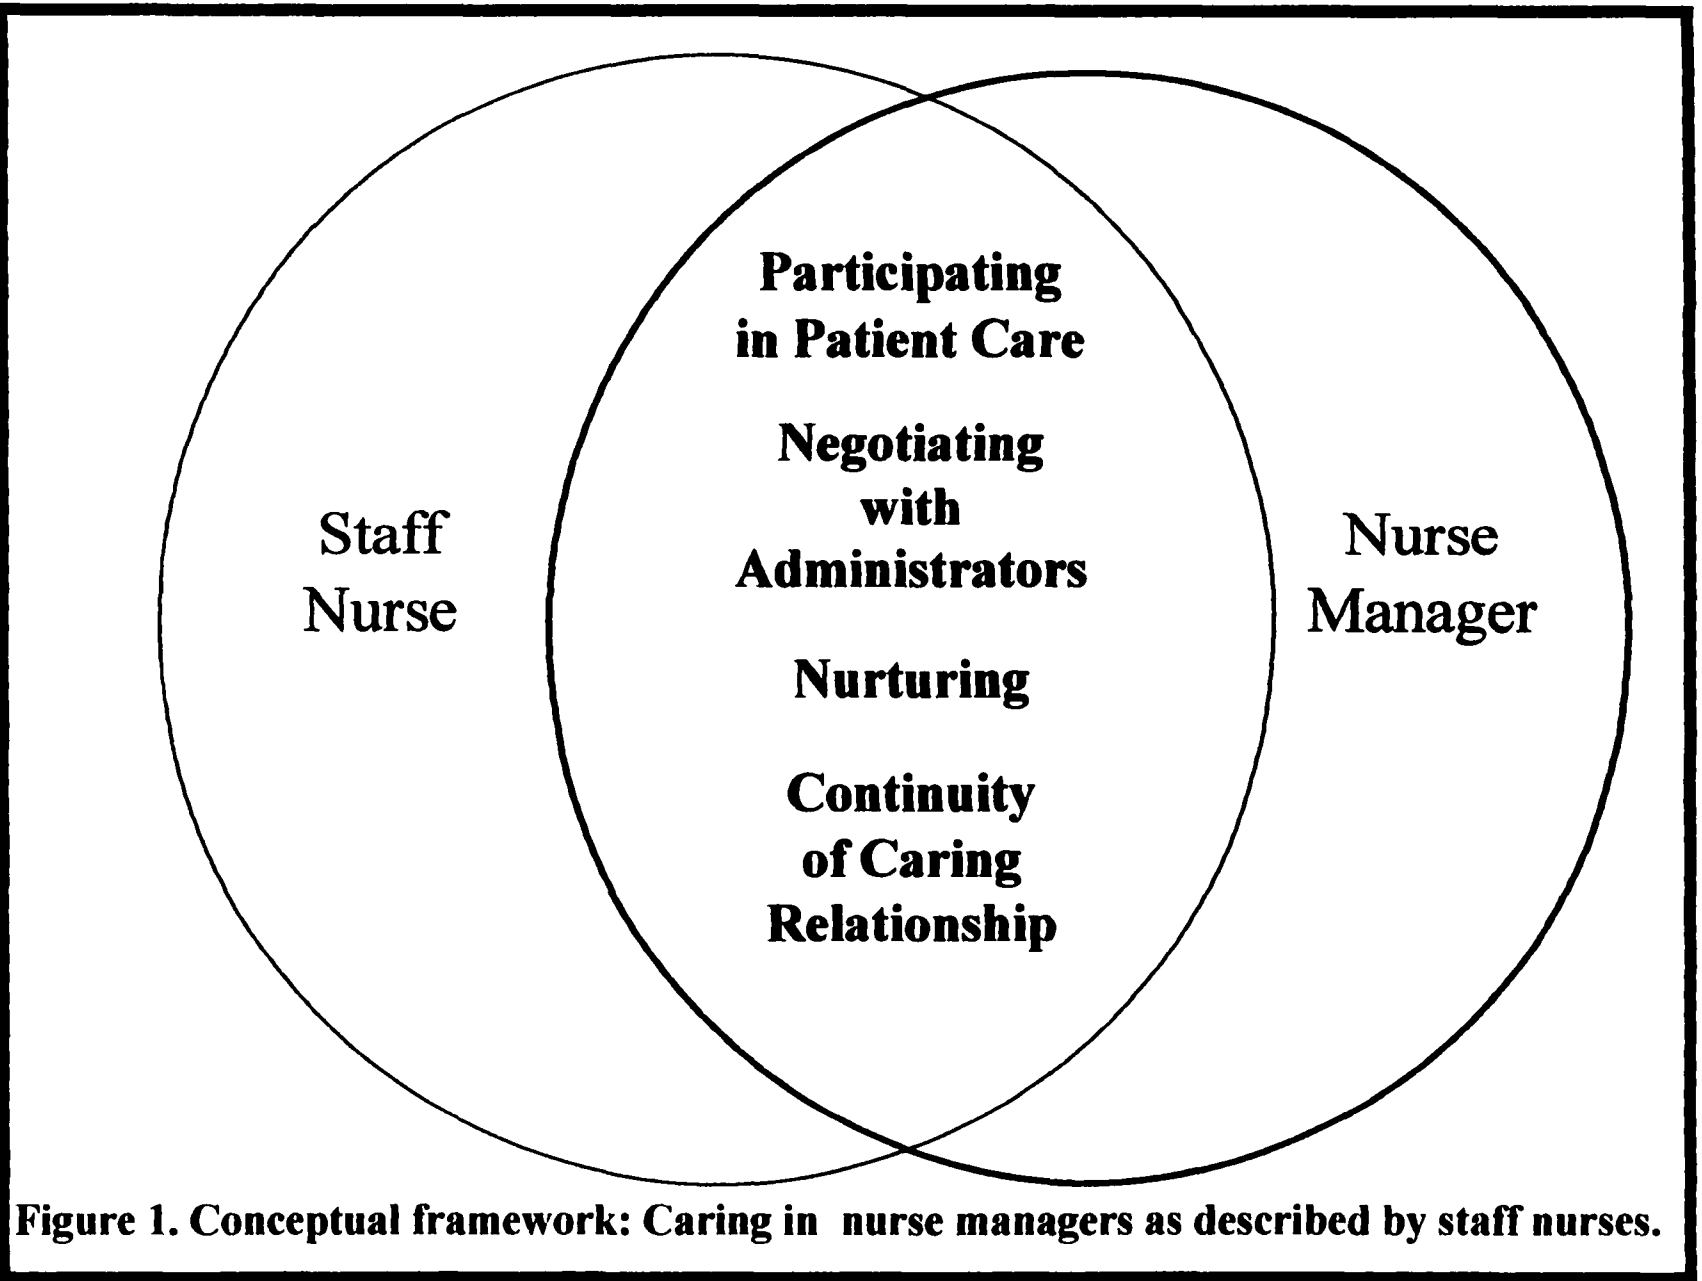 Participating
in Patient Care
Negotiating
with
Administrators
Nurturing
Continuity
of Caring
Relationship
Staff
Nurse
Nurse
Manager
Figure 1. Conceptual framework: Caring in nurse managers as described by staff nurses.